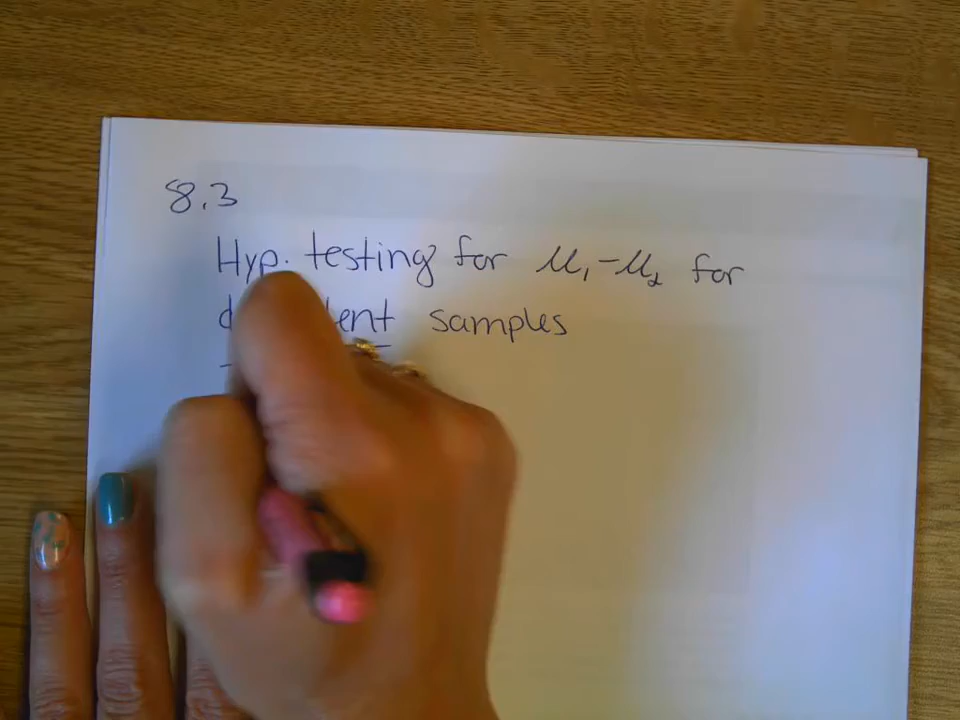 8.3
Hyp. testing for μ₁-μ₂ for
samples